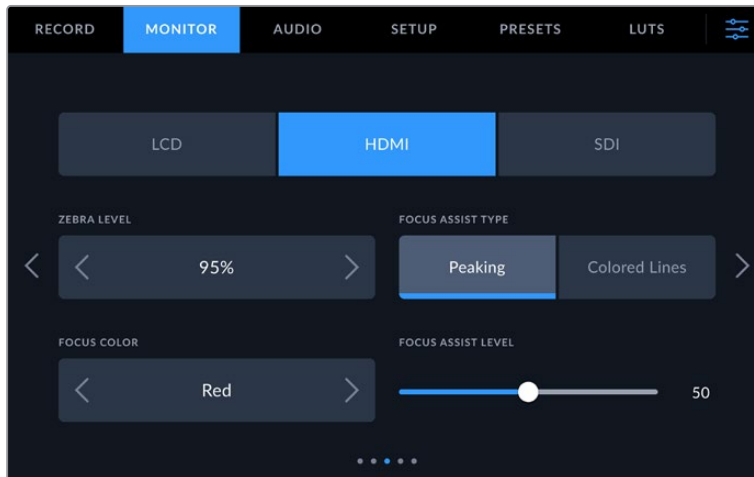 RECORD MONITOR AUDIO SETUP PRESETS LUTS
LCD HDMI SDI
ZEBRA LEVEL FOCUS ASSIST TYPE
95% Peaking Colored Lines
FOCUS COLOR FOCUS ASSIST LEVEL
Red 50